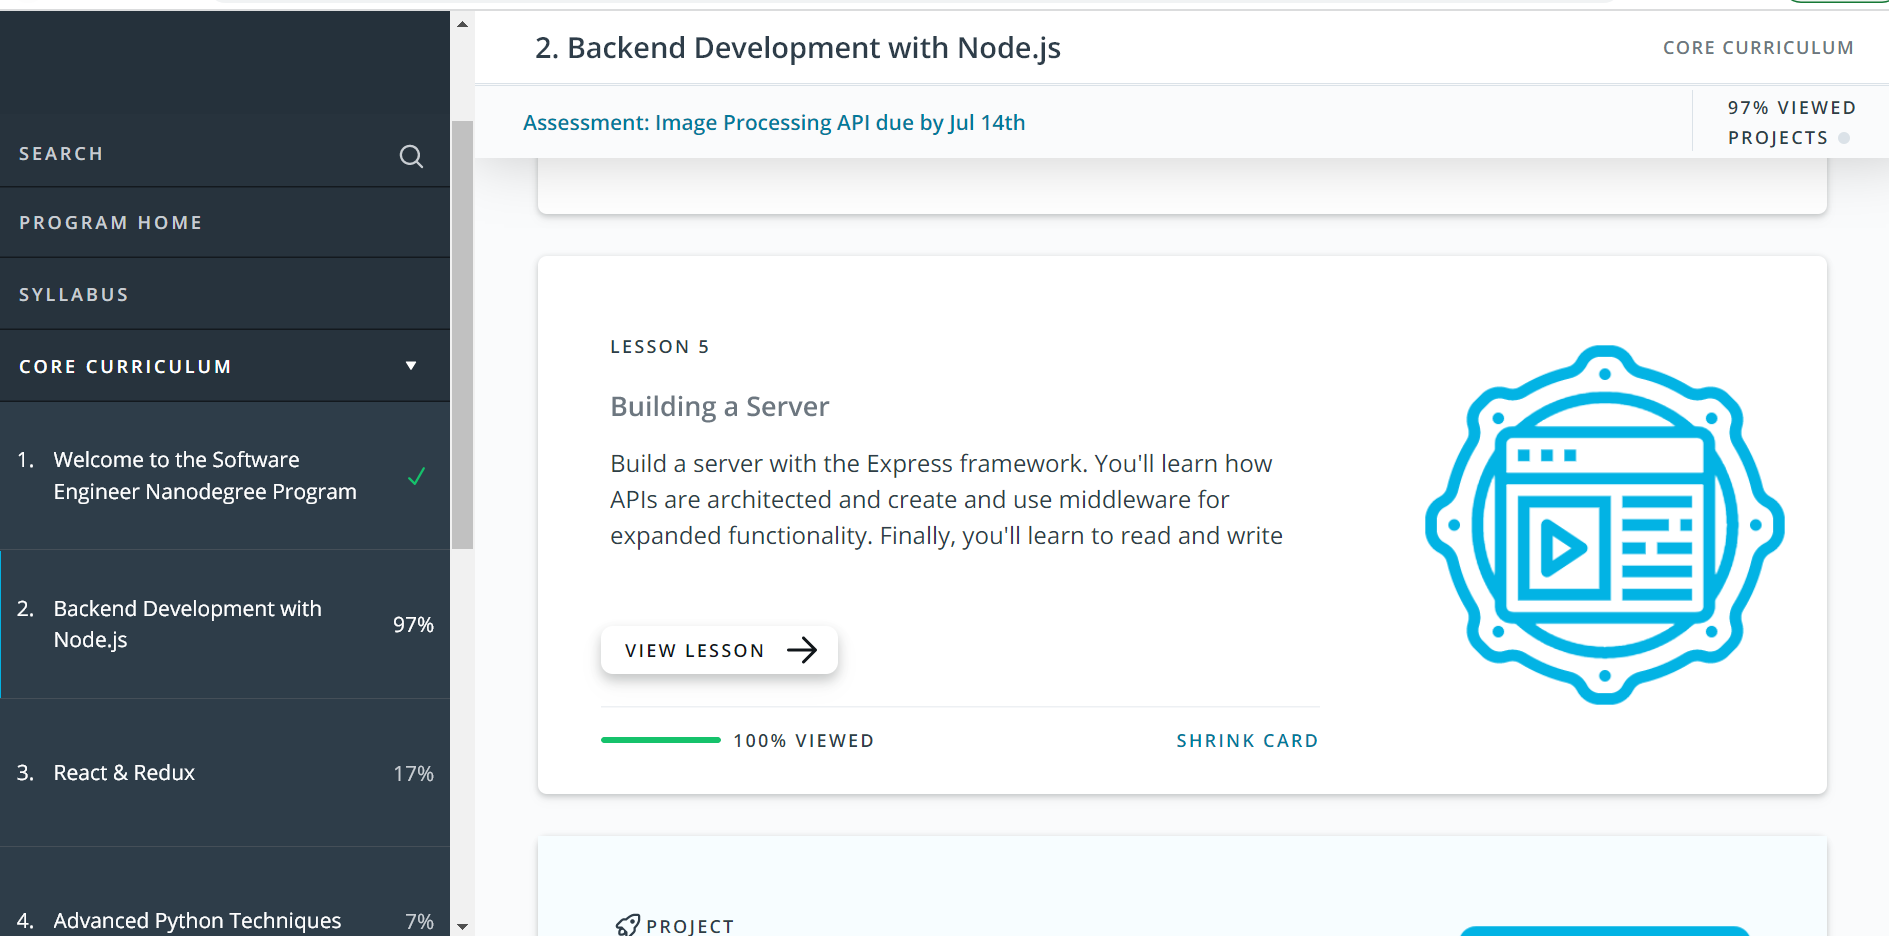 SEARCH
PROGRAM HOME
SYLLABUS
CORE CURRICULUM
1. Welcome to the Software
Engineer Nanodegree Program
2. Backend Development with
Node.js
97%
3. React & Redux 17%
4. Advanced Python Techniques 7%
2. Backend Development with Node.js
CORE CURRICULUM
Assessment: Image Processing API due by Jul 14th
97% VIEWED
PROJECTS
LESSON 5
Building a Server
Build a server with the Express framework. You'll learn how
APIs are architected and create and use middleware for
expanded functionality. Finally, you'll learn to read and write
VIEW LESSON
100% VIEWED
SHRINK CARD
PROJECT